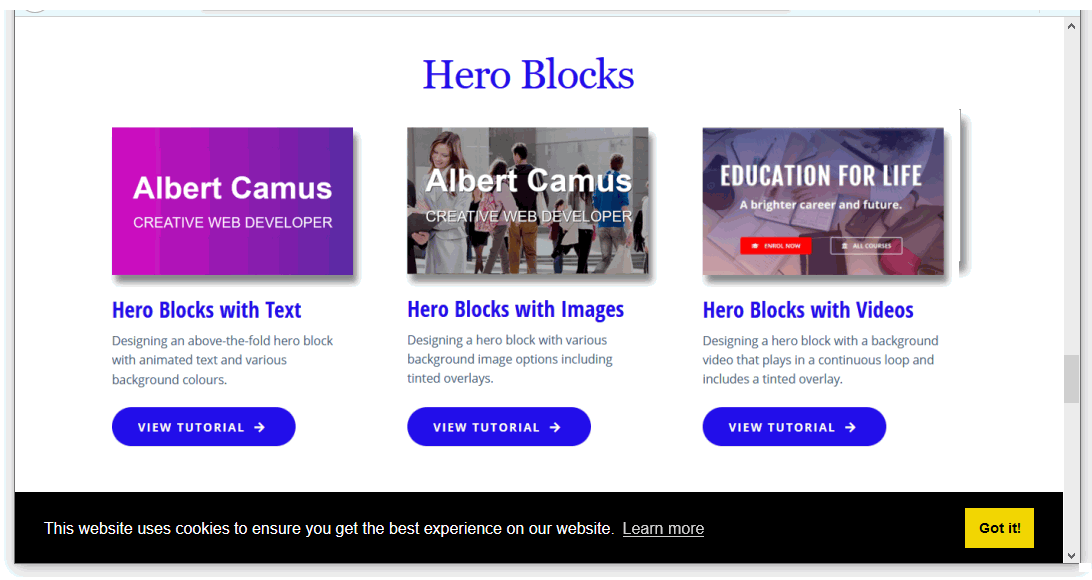 Hero Blocks
Albert Camus
CREATIVE WEB DEVELOPER
Albert Camus
CREATIVE WEB DEVELOPER
EDUCATION FOR LIFE
A brighter career and future.
ENROL NOW
ALL COURSES
Hero Blocks with Text
Designing an above-the-fold hero block
with animated text and various
background colours.
VIEW TUTORIAL →
Hero Blocks with Images
Designing a hero block with various
background image options including
tinted overlays.
VIEW TUTORIAL →
Hero Blocks with Videos
Designing a hero block with a background
video that plays in a continuous loop and
includes a tinted overlay.
VIEW TUTORIAL →
This website uses cookies to ensure you get the best experience on our website. Learn more
Got it!